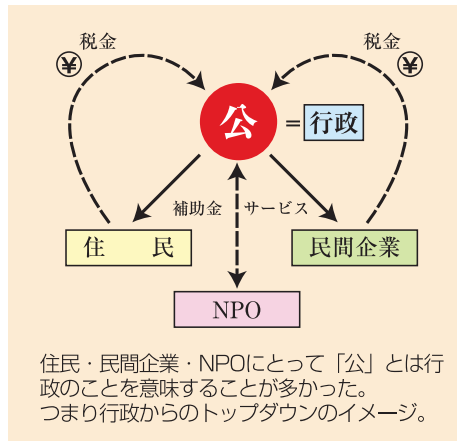 税金
税金
¥
¥
公
=行政
補助金
サービス
住　民
民間企業
NPO
住民・民間企業・NPOにとって「公」とは行
政のことを意味することが多かった。
つまり行政からのトップダウンのイメージ。